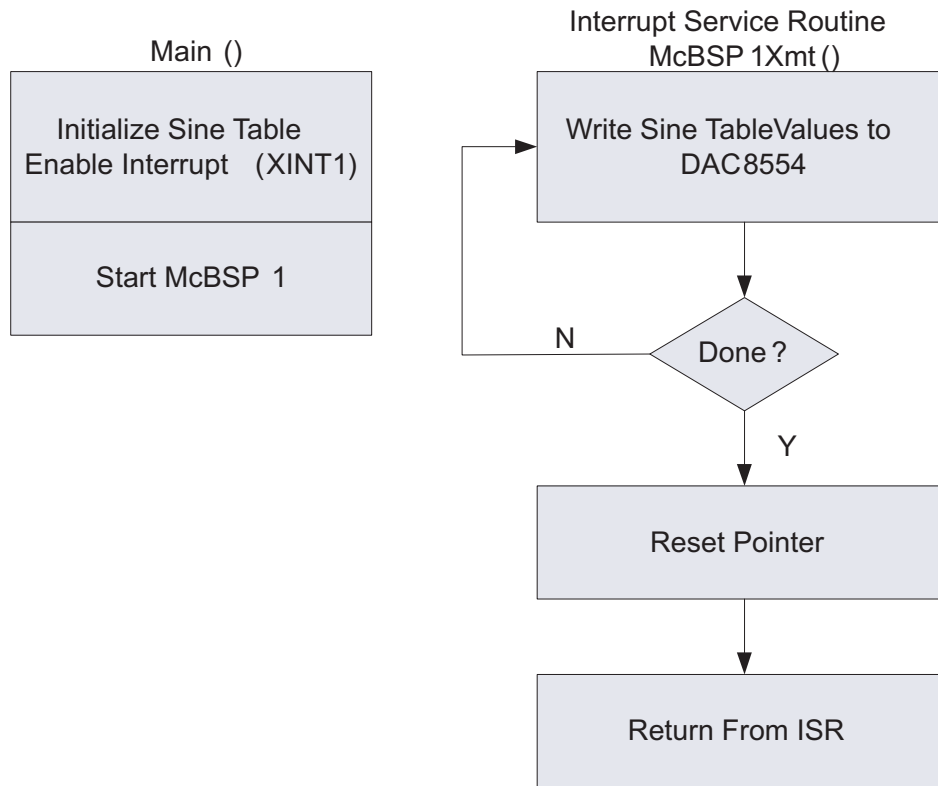 Main ()
Initialize Sine Table
Enable Interrupt (XINT1)
Start McBSP 1
Interrupt Service Routine
McBSP 1Xmt ()
Write Sine TableValues to
DAC8554
Done ?
N
Y
Reset Pointer
Return From ISR